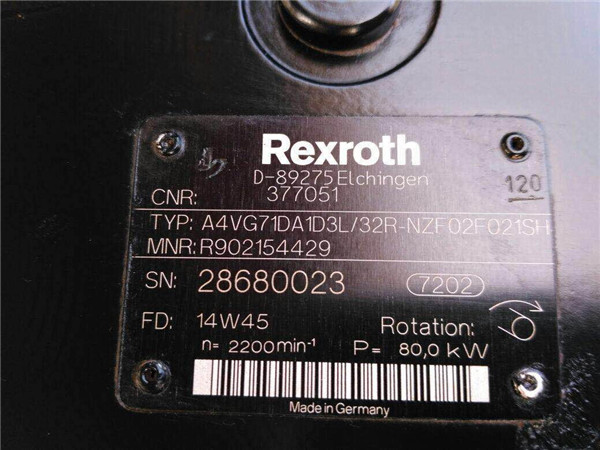 Rexroth
D-89275 Elchingen
120
CNR: 377051
TYP: A4VG71DA1D3L/32R-NZF02F021SH
MNR: R902154429
SN: 28680023 7202
FD: 14W45 Rotation:
n= 2200min⁻¹ P= 80,0 kW
Made in Germany